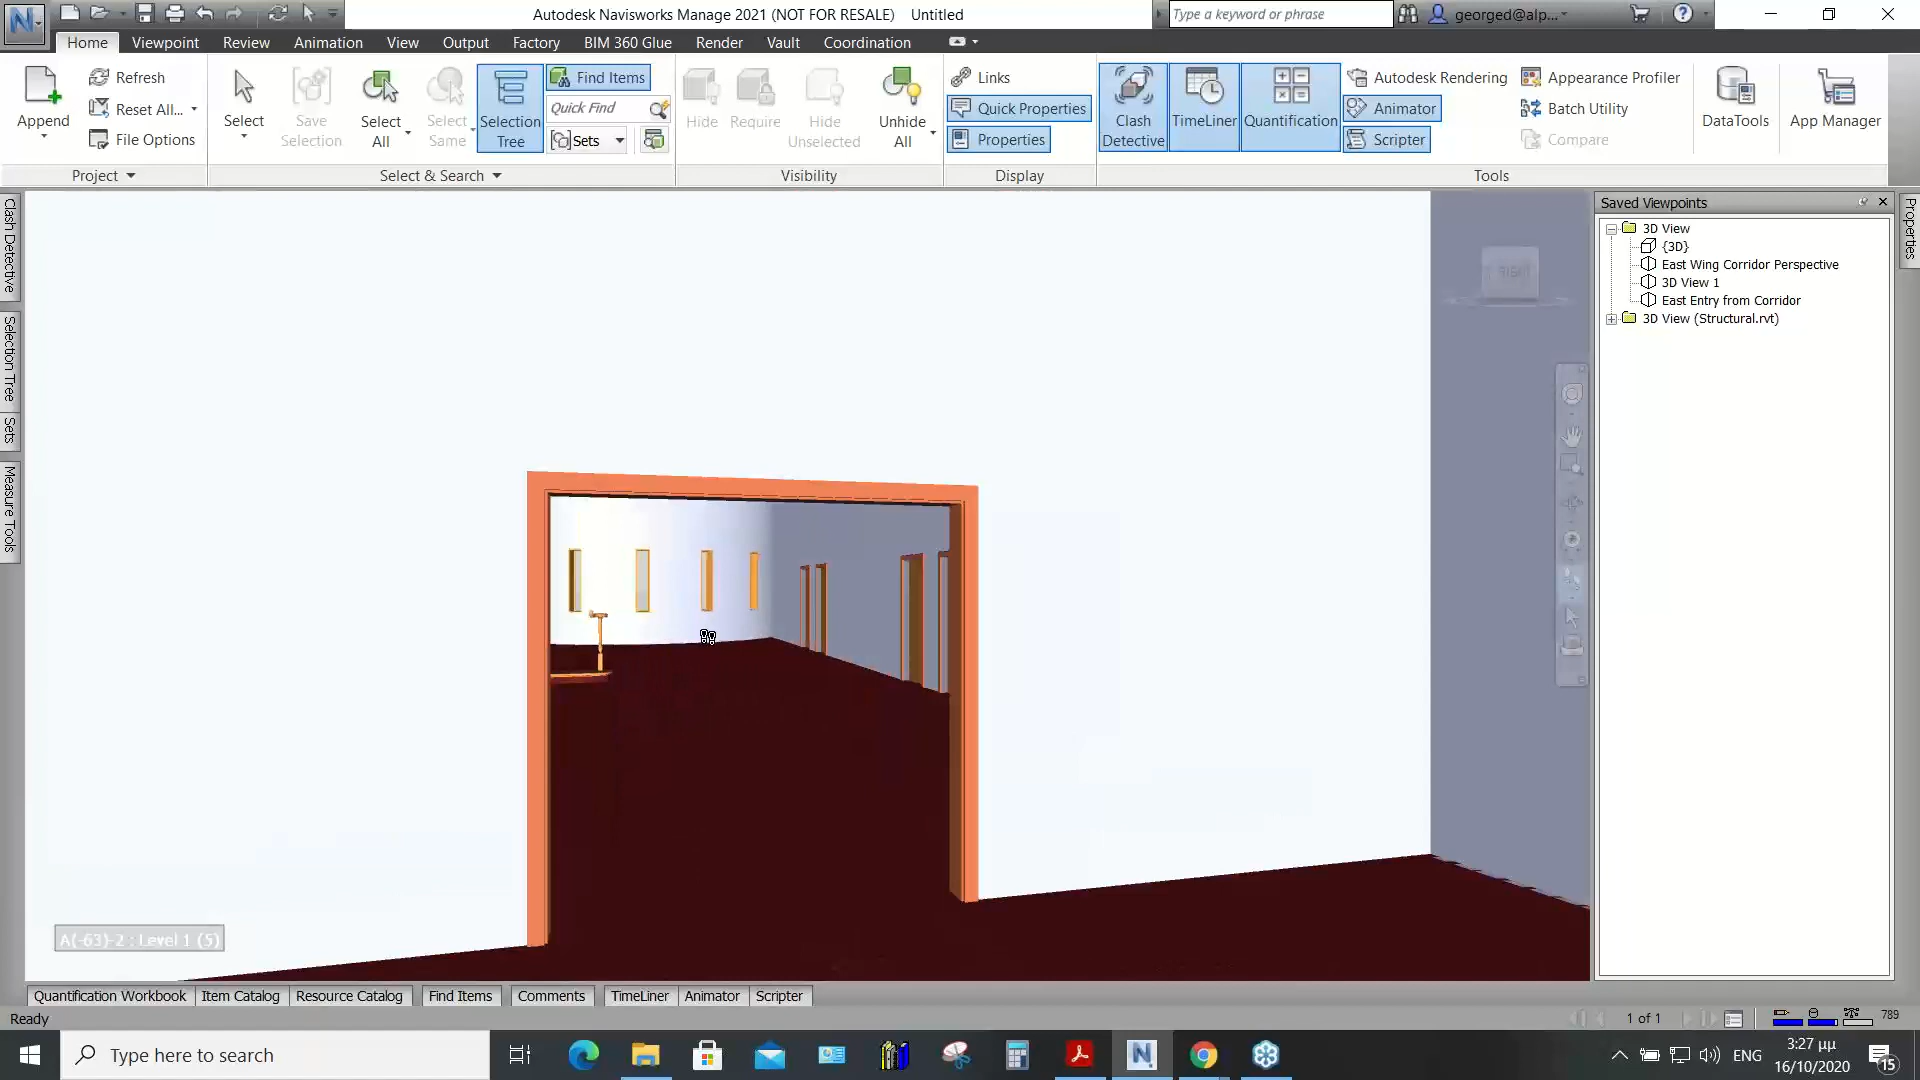 Autodesk Navisworks Manage 2021 (NOT FOR RESALE) Untitled
Type a keyword or phrase
georged@alp...
Home Viewpoint Review Animation View Output Factory BIM 360 Glue Render Vault Coordination
Append
Refresh
Reset All...
File Options
Project
Select
Save Selection
Select All
Select Same
Selection Tree
Find Items
Quick Find
Sets
Select & Search
Hide
Require
Hide Unselected
Unhide All
Visibility
Links
Quick Properties
Properties
Display
Clash Detective
TimeLiner
Quantification
Autodesk Rendering
Animator
Scripter
Appearance Profiler
Batch Utility
Compare
Tools
DataTools
App Manager
Clash Detective
Selection Tree
Sets
Measure Tools
Saved Viewpoints
3D View
{3D}
East Wing Corridor Perspective
3D View 1
East Entry from Corridor
3D View (Structural.rvt)
Properties
A(-63)-2 : Level 1 (5)
Quantification Workbook Item Catalog Resource Catalog Find Items Comments TimeLiner Animator Scripter
Ready
1 of 1
789
Type here to search
ENG
3:27 μμ
16/10/2020
15